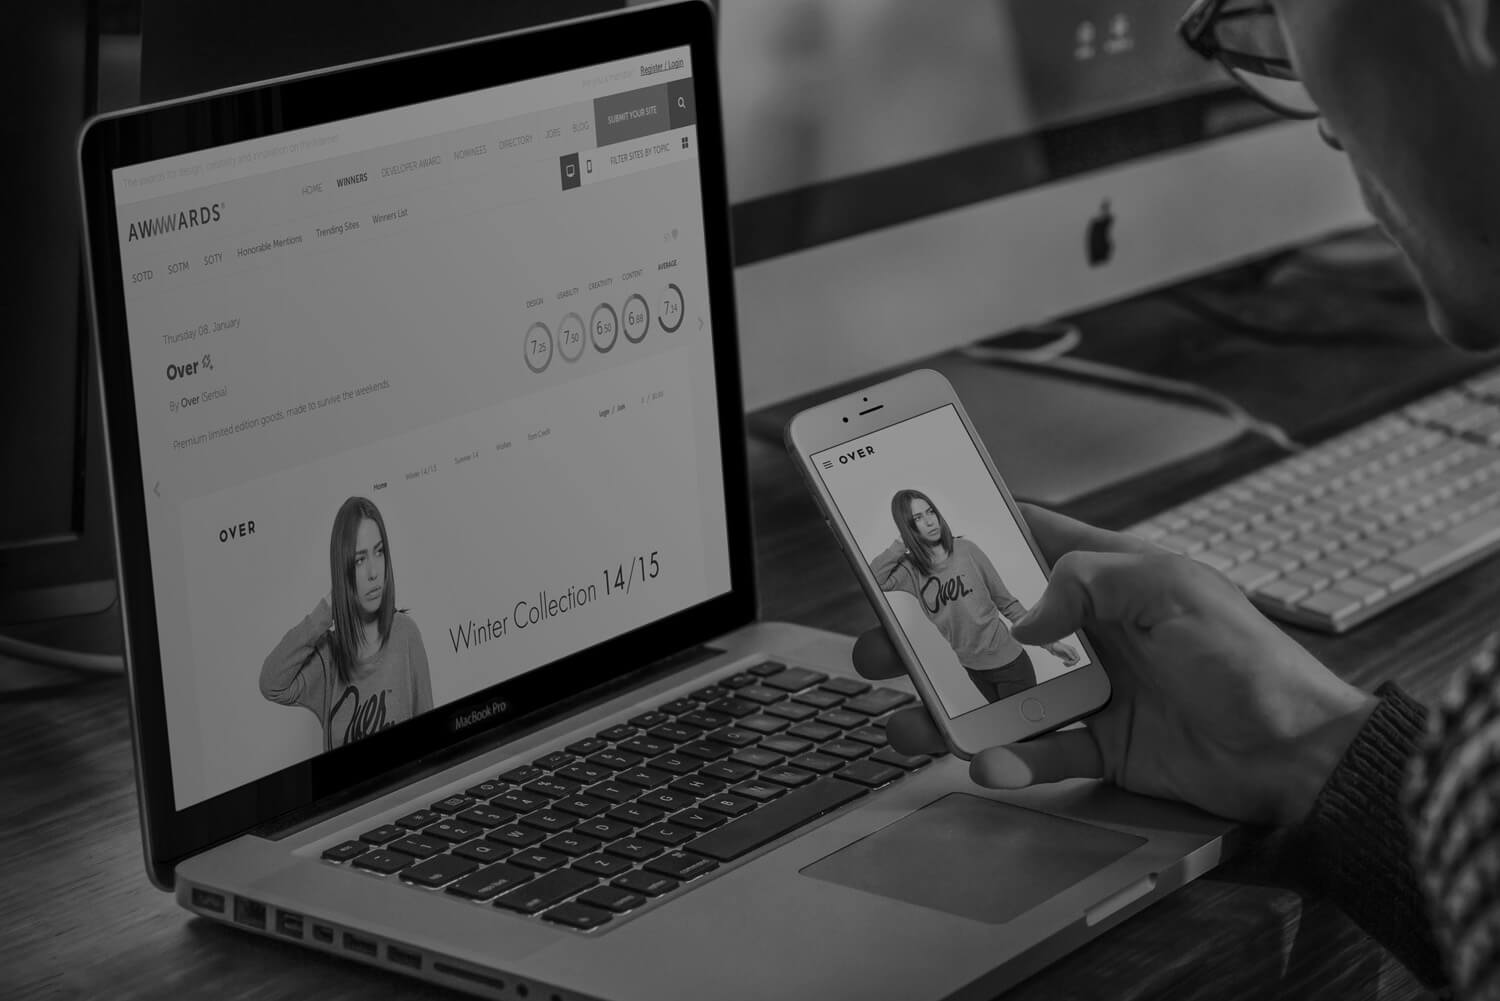 Register / Login
The awards for design, creativity and innovation on the internet
HOME WINNERS DEVELOPER AWARD NOMINEES DIRECTORY JOBS BLOG SUBMIT YOUR SITE
AWWWARDS
FILTER SITES BY TOPIC
SOTD SOTM SOTY Honorable Mentions Trending Sites Winners List
Thursday 08, January
DESIGN USABILITY CREATIVITY CONTENT AVERAGE
7.25 7.50 6.50 6.88 7.14
Over
By Over (Serbia)
Premium limited edition goods, made to survive the weekends.
Login / Join
Home Winter 14/15 Summer 14
OVER
Winter Collection 14/15
Over
MacBook Pro
OVER
Over